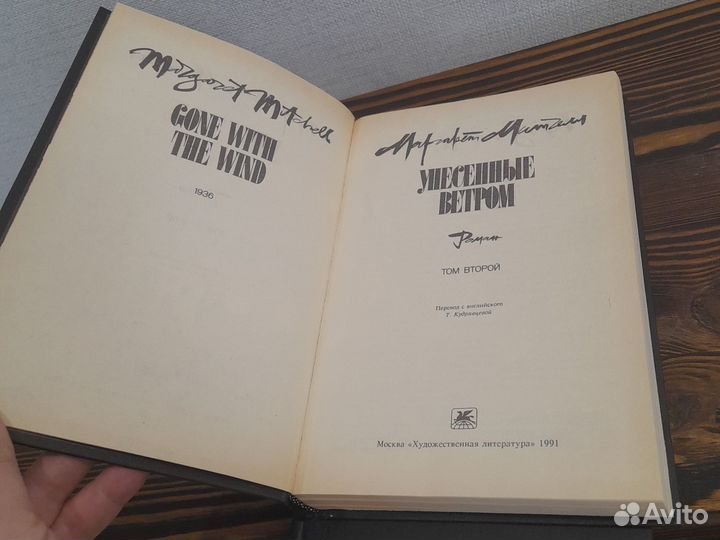 Margaret Mitchell
GONE WITH
THE WIND
1936
Маргарет Митчелл
УНЕСЕННЫЕ
ВЕТРОМ
Роман
ТОМ ВТОРОЙ
Перевод с английского
Т. Кудрявцевой
Москва «Художественная литература» 1991
Avito